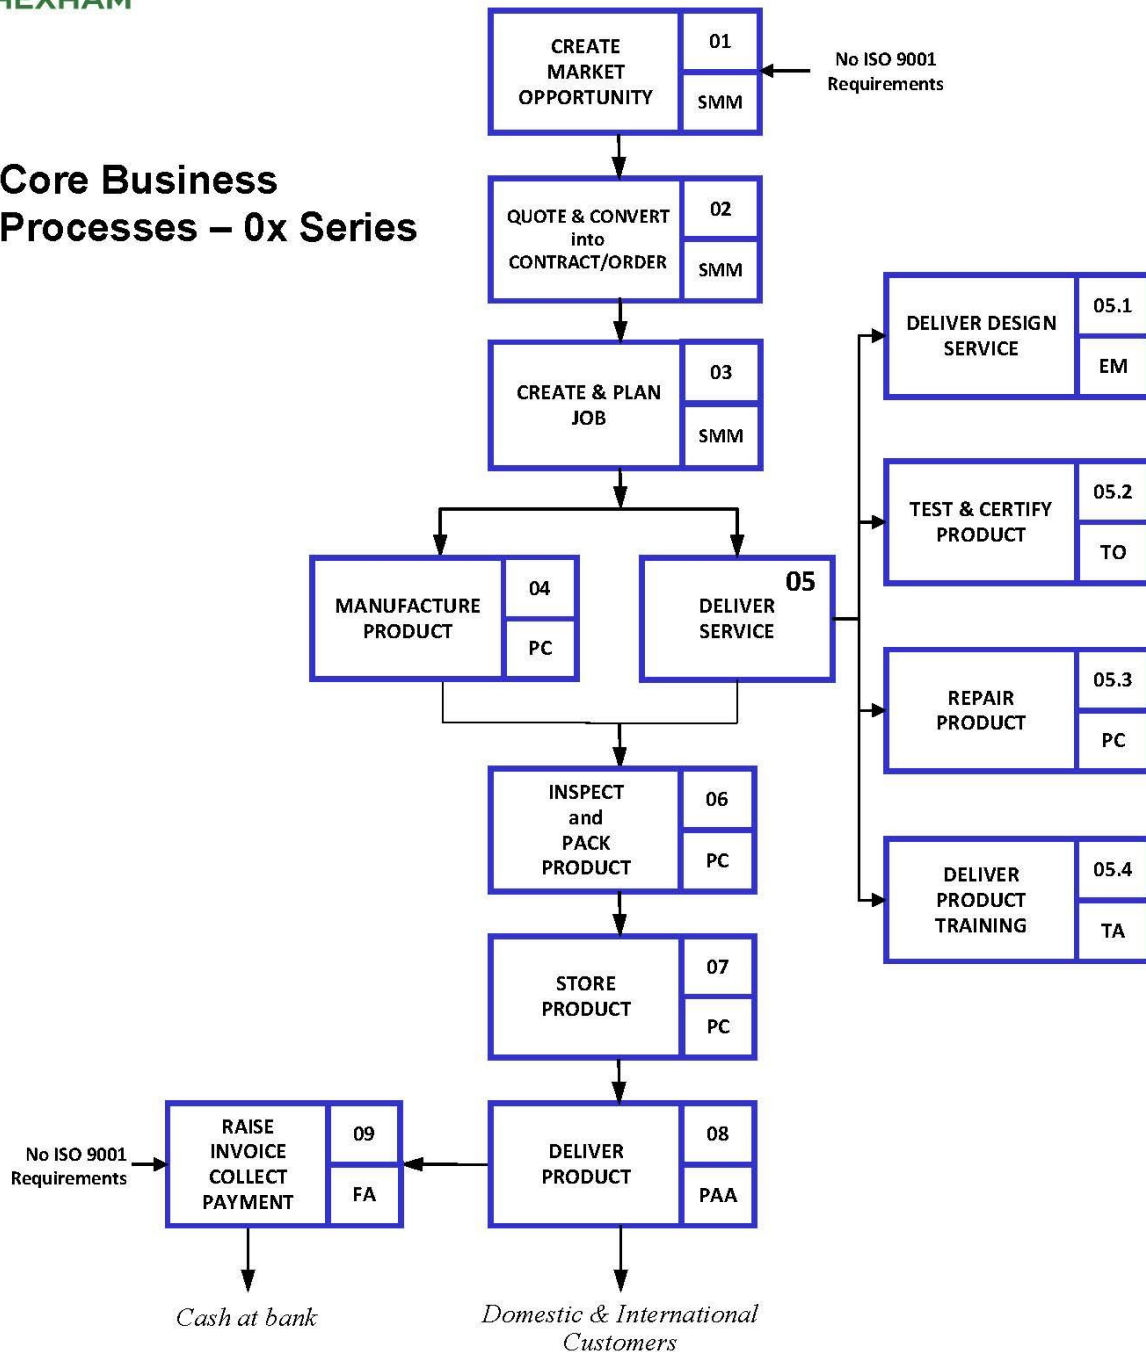 HEXHAM
CREATE
MARKET
OPPORTUNITY
01
SMM
No ISO 9001
Requirements
Core Business
Processes – 0x Series
QUOTE & CONVERT
into
CONTRACT/ORDER
02
SMM
CREATE & PLAN
JOB
03
SMM
DELIVER DESIGN
SERVICE
05.1
EM
TEST & CERTIFY
PRODUCT
05.2
TO
MANUFACTURE
PRODUCT
04
PC
DELIVER
SERVICE
05
REPAIR
PRODUCT
05.3
PC
INSPECT
and
PACK
PRODUCT
06
PC
DELIVER
PRODUCT
TRAINING
05.4
TA
STORE
PRODUCT
07
PC
No ISO 9001
Requirements
RAISE
INVOICE
COLLECT
PAYMENT
09
FA
DELIVER
PRODUCT
08
PAA
Cash at bank
Domestic & International
Customers